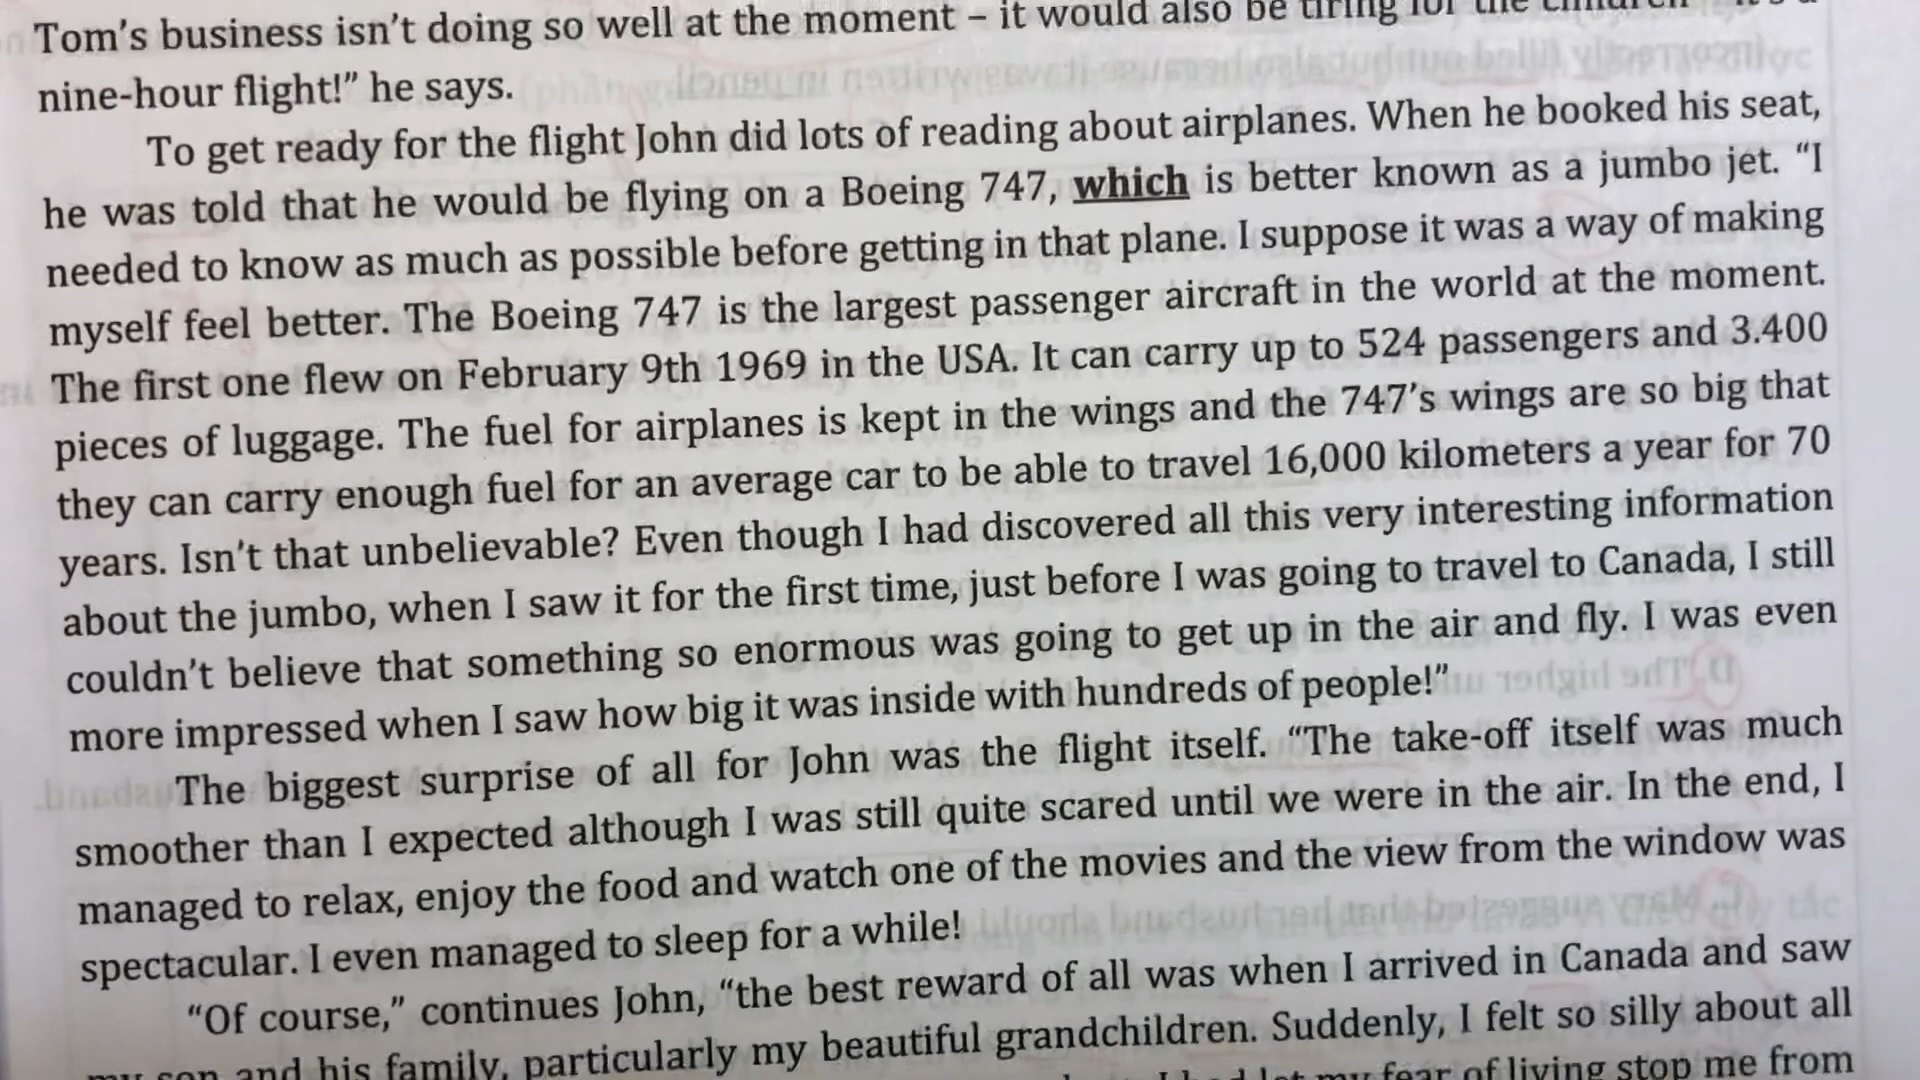 Tom's business isn't doing so well at the moment – it would also be tiring for the children – it's a
nine-hour flight!” he says.
To get ready for the flight John did lots of reading about airplanes. When he booked his seat,
he was told that he would be flying on a Boeing 747, which is better known as a jumbo jet. “I
needed to know as much as possible before getting in that plane. I suppose it was a way of making
myself feel better. The Boeing 747 is the largest passenger aircraft in the world at the moment.
The first one flew on February 9th 1969 in the USA. It can carry up to 524 passengers and 3.400
pieces of luggage. The fuel for airplanes is kept in the wings and the 747's wings are so big that
they can carry enough fuel for an average car to be able to travel 16,000 kilometers a year for 70
years. Isn't that unbelievable? Even though I had discovered all this very interesting information
about the jumbo, when I saw it for the first time, just before I was going to travel to Canada, I still
couldn't believe that something so enormous was going to get up in the air and fly. I was even
more impressed when I saw how big it was inside with hundreds of people!”
The biggest surprise of all for John was the flight itself. “The take-off itself was much
smoother than I expected although I was still quite scared until we were in the air. In the end, I
managed to relax, enjoy the food and watch one of the movies and the view from the window was
spectacular. I even managed to sleep for a while!
“Of course,” continues John, “the best reward of all was when I arrived in Canada and saw
my son and his family, particularly my beautiful grandchildren. Suddenly, I felt so silly about all
I had let my fear of living stop me from